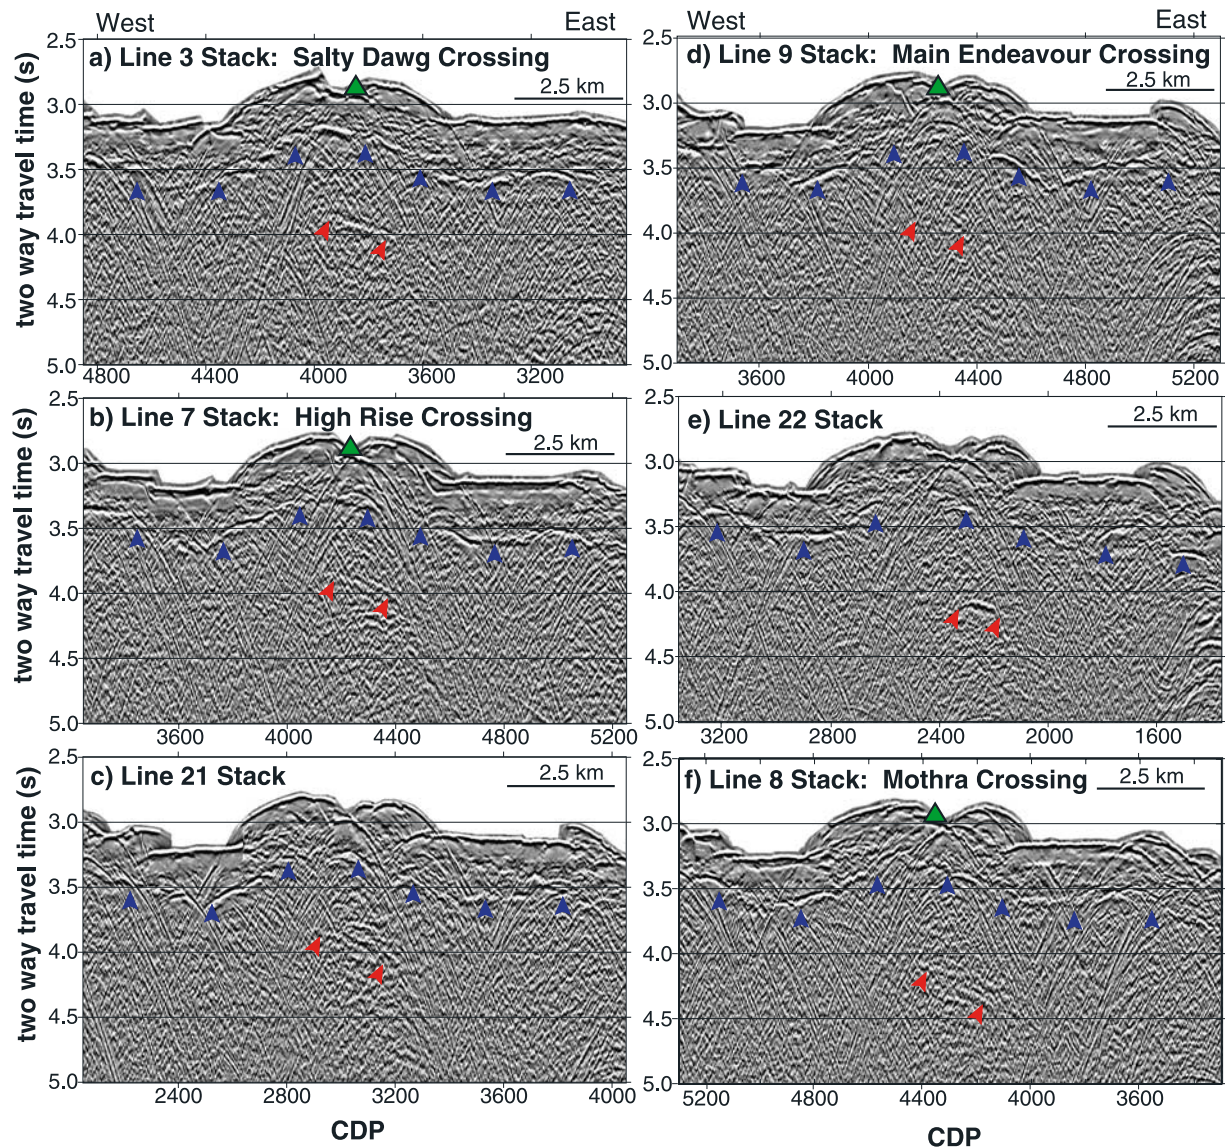 West East
a) Line 3 Stack: Salty Dawg Crossing
2.5 km
two way travel time (s)
2.5
3.0
3.5
4.0
4.5
5.0
4800 4400 4000 3600 3200
b) Line 7 Stack: High Rise Crossing
2.5 km
two way travel time (s)
2.5
3.0
3.5
4.0
4.5
5.0
3600 4000 4400 4800 5200
c) Line 21 Stack
2.5 km
two way travel time (s)
2.5
3.0
3.5
4.0
4.5
5.0
2400 2800 3200 3600 4000
CDP
West East
d) Line 9 Stack: Main Endeavour Crossing
2.5 km
2.5
3.0
3.5
4.0
4.5
5.0
3600 4000 4400 4800 5200
e) Line 22 Stack
2.5 km
2.5
3.0
3.5
4.0
4.5
5.0
3200 2800 2400 2000 1600
f) Line 8 Stack: Mothra Crossing
2.5 km
2.5
3.0
3.5
4.0
4.5
5.0
5200 4800 4400 4000 3600
CDP